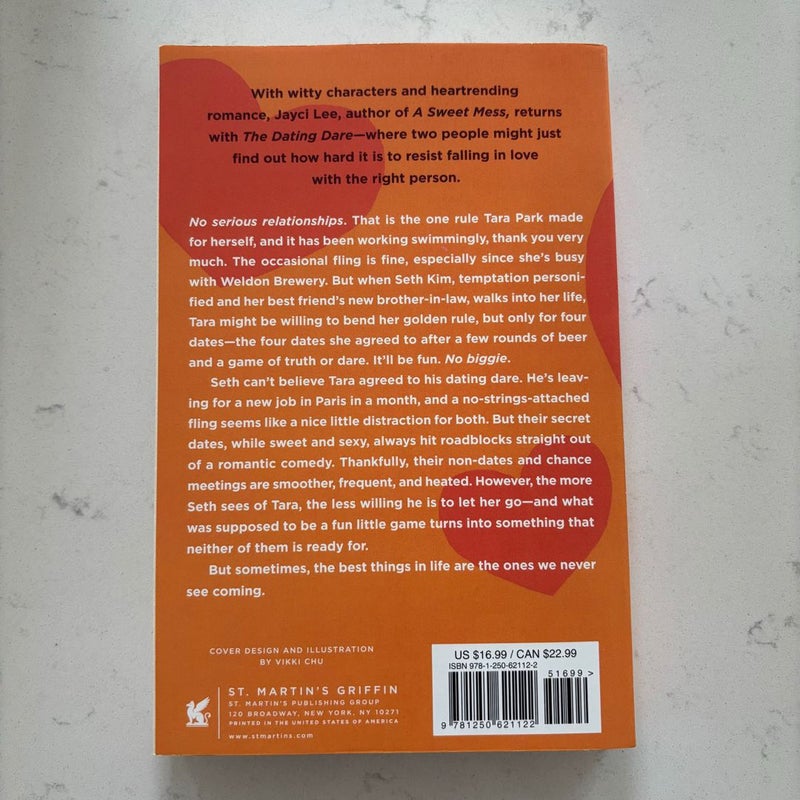 With witty characters and heartrending
romance, Jayci Lee, author of A Sweet Mess, returns
with The Dating Dare—where two people might just
find out how hard it is to resist falling in love
with the right person.
No serious relationships. That is the one rule Tara Park made
for herself, and it has been working swimmingly, thank you very
much. The occasional fling is fine, especially since she's busy
with Weldon Brewery. But when Seth Kim, temptation personi-
fied and her best friend's new brother-in-law, walks into her life,
Tara might be willing to bend her golden rule, but only for four
dates—the four dates she agreed to after a few rounds of beer
and a game of truth or dare. It'll be fun. No biggie.
Seth can't believe Tara agreed to his dating dare. He's leav-
ing for a new job in Paris in a month, and a no-strings-attached
fling seems like a nice little distraction for both. But their secret
dates, while sweet and sexy, always hit roadblocks straight out
of a romantic comedy. Thankfully, their non-dates and chance
meetings are smoother, frequent, and heated. However, the more
Seth sees of Tara, the less willing he is to let her go—and what
was supposed to be a fun little game turns into something that
neither of them is ready for.
But sometimes, the best things in life are the ones we never
see coming.
COVER DESIGN AND ILLUSTRATION
BY VIKKI CHU
ST. MARTIN'S GRIFFIN
ST. MARTIN'S PUBLISHING GROUP
120 BROADWAY, NEW YORK, NY 10271
PRINTED IN THE UNITED STATES OF AMERICA
www.stmartins.com
US $16.99 / CAN $22.99
ISBN 978-1-250-62112-2
51699 >
9 781250 621122